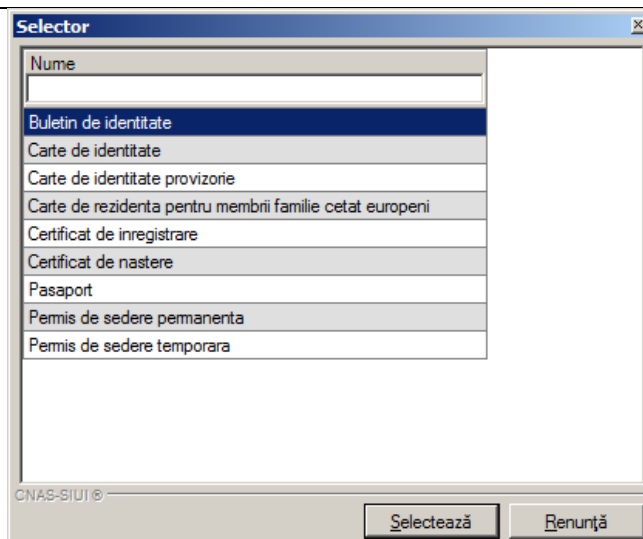 Selector
Nume
Buletin de identitate
Carte de identitate
Carte de identitate provizorie
Carte de rezidenta pentru membrii familie cetat europeni
Certificat de inregistrare
Certificat de nastere
Pasaport
Permis de sedere permanenta
Permis de sedere temporara
CNAS-SIUI ®
Selectează Renunţă